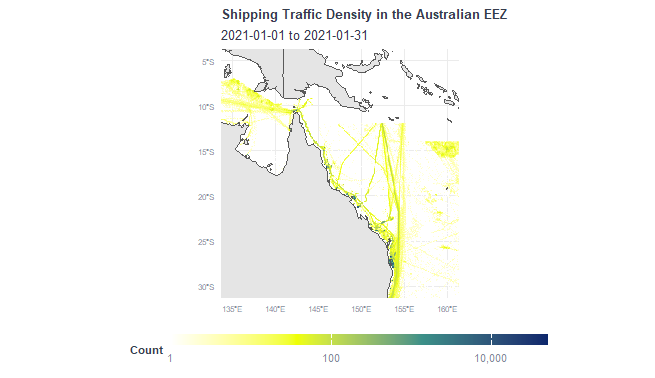 Shipping Traffic Density in the Australian EEZ
2021-01-01 to 2021-01-31
5°S
10°S
15°S
20°S
25°S
30°S
135°E 140°E 145°E 150°E 155°E 160°E
Count
1 100 10,000